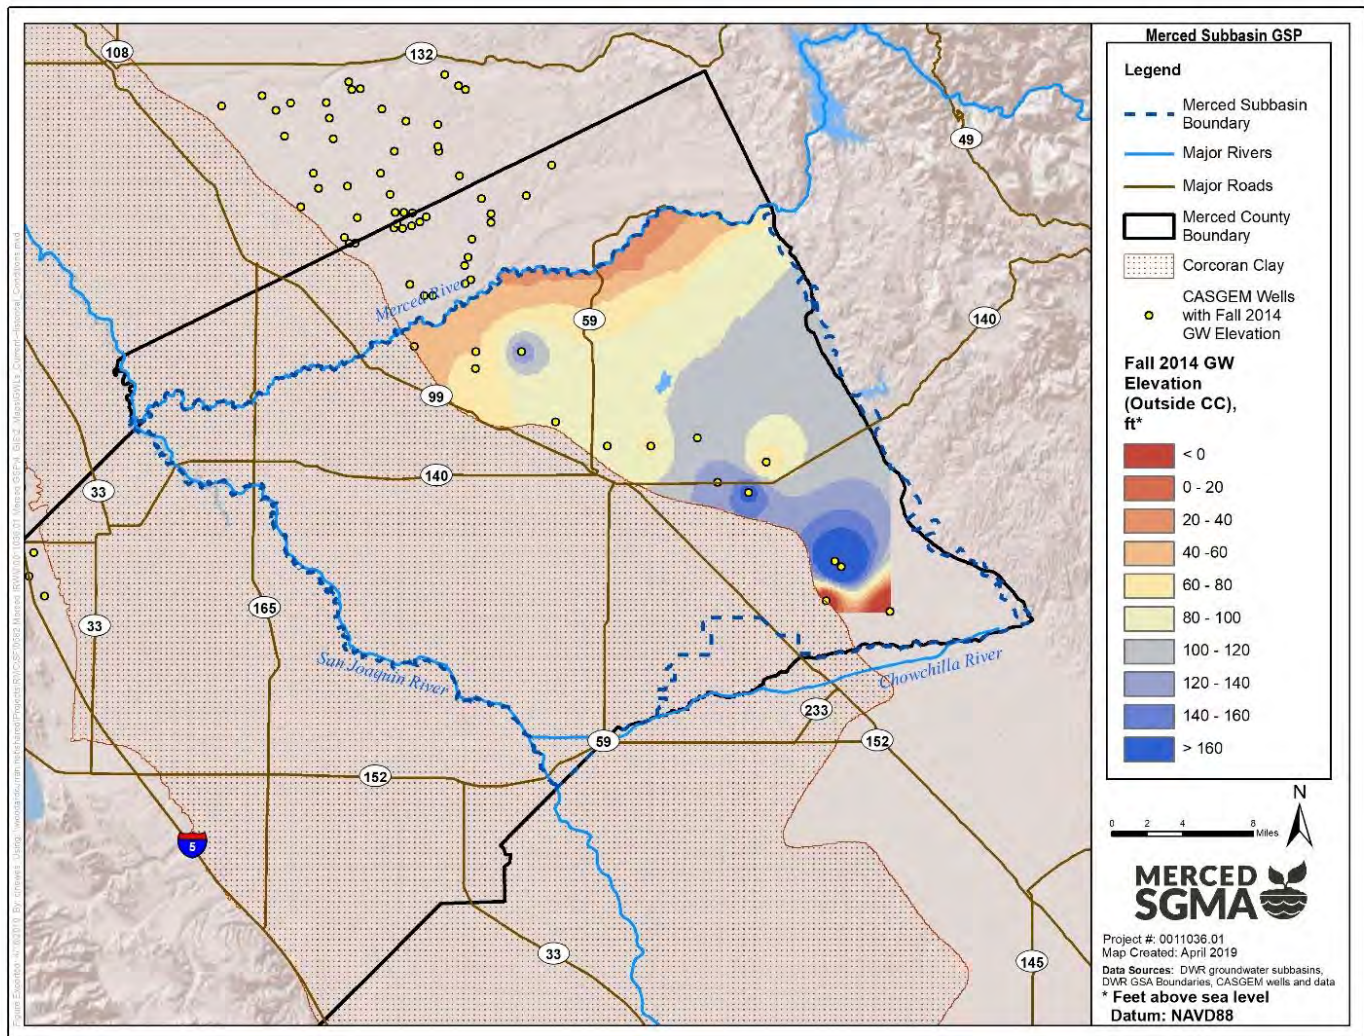 Merced Subbasin GSP
Legend
Merced Subbasin
Boundary
Major Rivers
Major Roads
Merced County
Boundary
Corcoran Clay
CASGEM Wells
with Fall 2014
GW Elevation
Fall 2014 GW
Elevation
(Outside CC),
ft*
< 0
0 - 20
20 - 40
40 -60
60 - 80
80 - 100
100 - 120
120 - 140
140 - 160
> 160
N
0 2 4 8
Miles
MERCED
SGMA
Project #: 0011036.01
Map Created: April 2019
Data Sources: DWR groundwater subbasins,
DWR GSA Boundaries, CASGEM wells and data
* Feet above sea level
Datum: NAVD88
108
132
49
Merced River
59
140
99
140
33
165
33
San Joaquin River
Chowchilla River
233
59
152
152
5
33
145